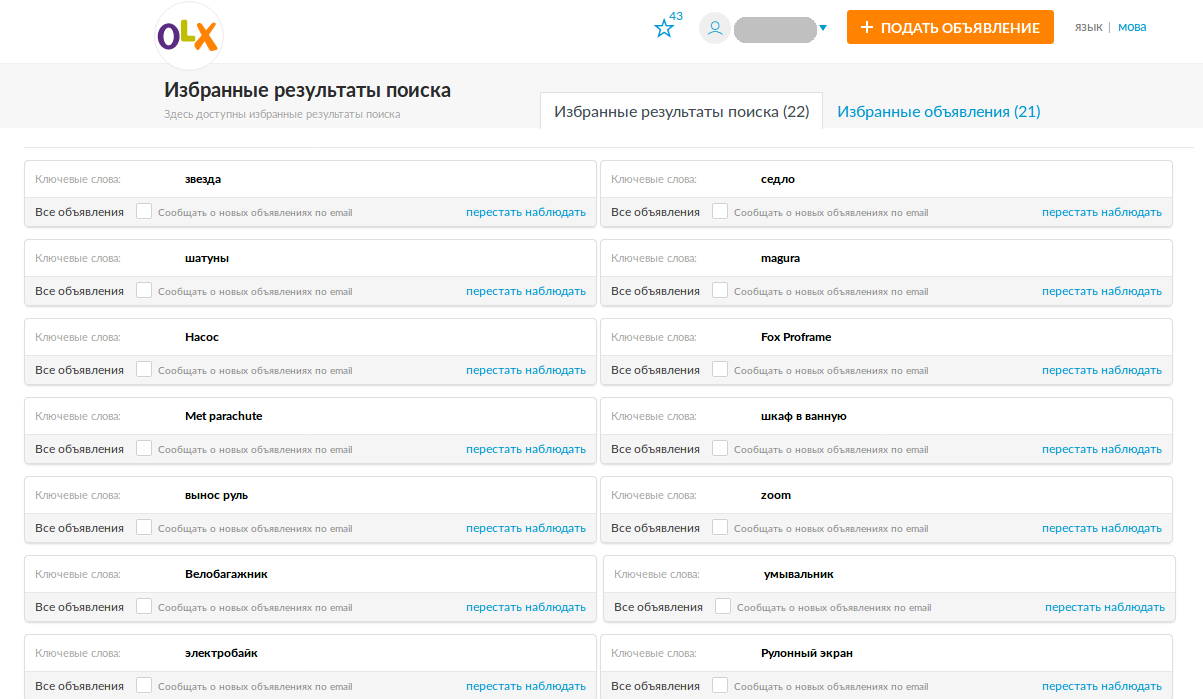 OLX
43
ПОДАТЬ ОБЪЯВЛЕНИЕ
язык | мова
Избранные результаты поиска
Здесь доступны избранные результаты поиска
Избранные результаты поиска (22)
Избранные объявления (21)
Ключевые слова: звезда
Все объявления Сообщать о новых объявлениях по email перестать наблюдать
Ключевые слова: седло
Все объявления Сообщать о новых объявлениях по email перестать наблюдать
Ключевые слова: шатуны
Все объявления Сообщать о новых объявлениях по email перестать наблюдать
Ключевые слова: magura
Все объявления Сообщать о новых объявлениях по email перестать наблюдать
Ключевые слова: Насос
Все объявления Сообщать о новых объявлениях по email перестать наблюдать
Ключевые слова: Fox Proframe
Все объявления Сообщать о новых объявлениях по email перестать наблюдать
Ключевые слова: Met parachute
Все объявления Сообщать о новых объявлениях по email перестать наблюдать
Ключевые слова: шкаф в ванную
Все объявления Сообщать о новых объявлениях по email перестать наблюдать
Ключевые слова: вынос руль
Все объявления Сообщать о новых объявлениях по email перестать наблюдать
Ключевые слова: zoom
Все объявления Сообщать о новых объявлениях по email перестать наблюдать
Ключевые слова: Велобагажник
Все объявления Сообщать о новых объявлениях по email перестать наблюдать
Ключевые слова: умывальник
Все объявления Сообщать о новых объявлениях по email перестать наблюдать
Ключевые слова: электробайк
Все объявления Сообщать о новых объявлениях по email перестать наблюдать
Ключевые слова: Рулонный экран
Все объявления Сообщать о новых объявлениях по email перестать наблюдать